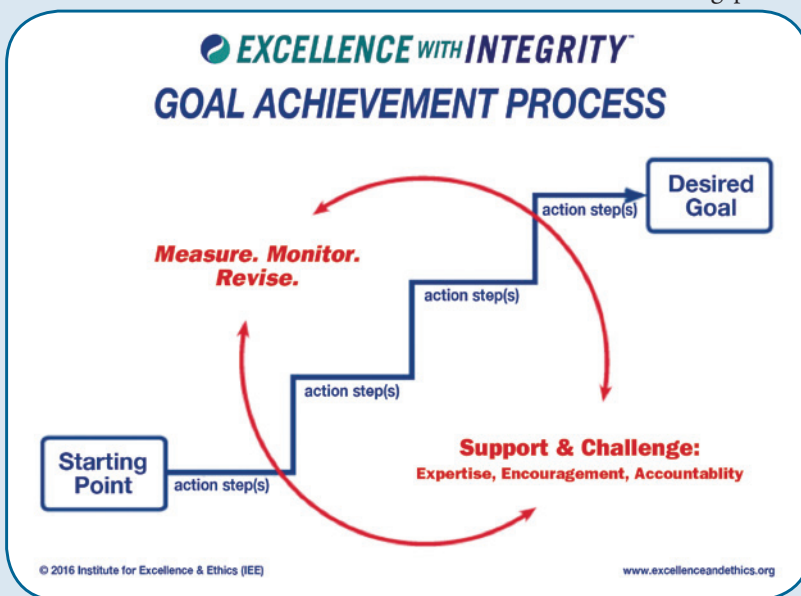 EXCELLENCE WITH INTEGRITY™
GOAL ACHIEVEMENT PROCESS
Desired
Goal
action step(s)
Measure. Monitor.
Revise.
action step(s)
action step(s)
Support & Challenge:
Expertise, Encouragement, Accountablity
Starting
Point
action step(s)
© 2016 Institute for Excellence & Ethics (IEE)
www.excellenceandethics.org